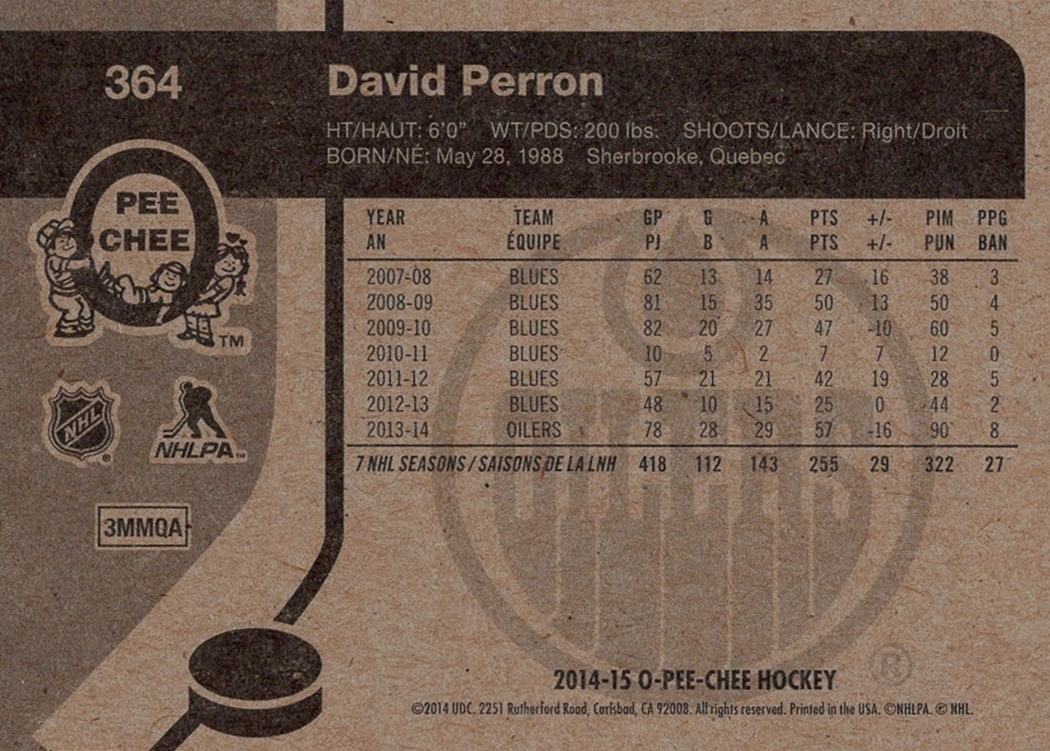 364
David Perron
HT/HAUT: 6'0" WT/PDS: 200 lbs. SHOOTS/LANCE: Right/Droit
BORN/NÉ: May 28, 1988 Sherbrooke, Quebec
PEE
CHEE
TM
NHL
®
NHLPA™
3MMQA
YEAR TEAM GP G A PTS +/- PIM PPG
AN ÉQUIPE PJ B A PTS +/- PUN BAN
2007-08 BLUES 62 13 14 27 16 38 3
2008-09 BLUES 81 15 35 50 13 50 4
2009-10 BLUES 82 20 27 47 -10 60 5
2010-11 BLUES 10 5 2 7 7 12 0
2011-12 BLUES 57 21 21 42 19 28 5
2012-13 BLUES 48 10 15 25 0 44 2
2013-14 OILERS 78 28 29 57 -16 90 8
7 NHL SEASONS / SAISONS DE LA LNH 418 112 143 255 29 322 27
OILERS
®
2014-15 O-PEE-CHEE HOCKEY
©2014 UDC. 2251 Rutherford Road, Carlsbad, CA 92008. All rights reserved. Printed in the USA. ©NHLPA. © NHL.